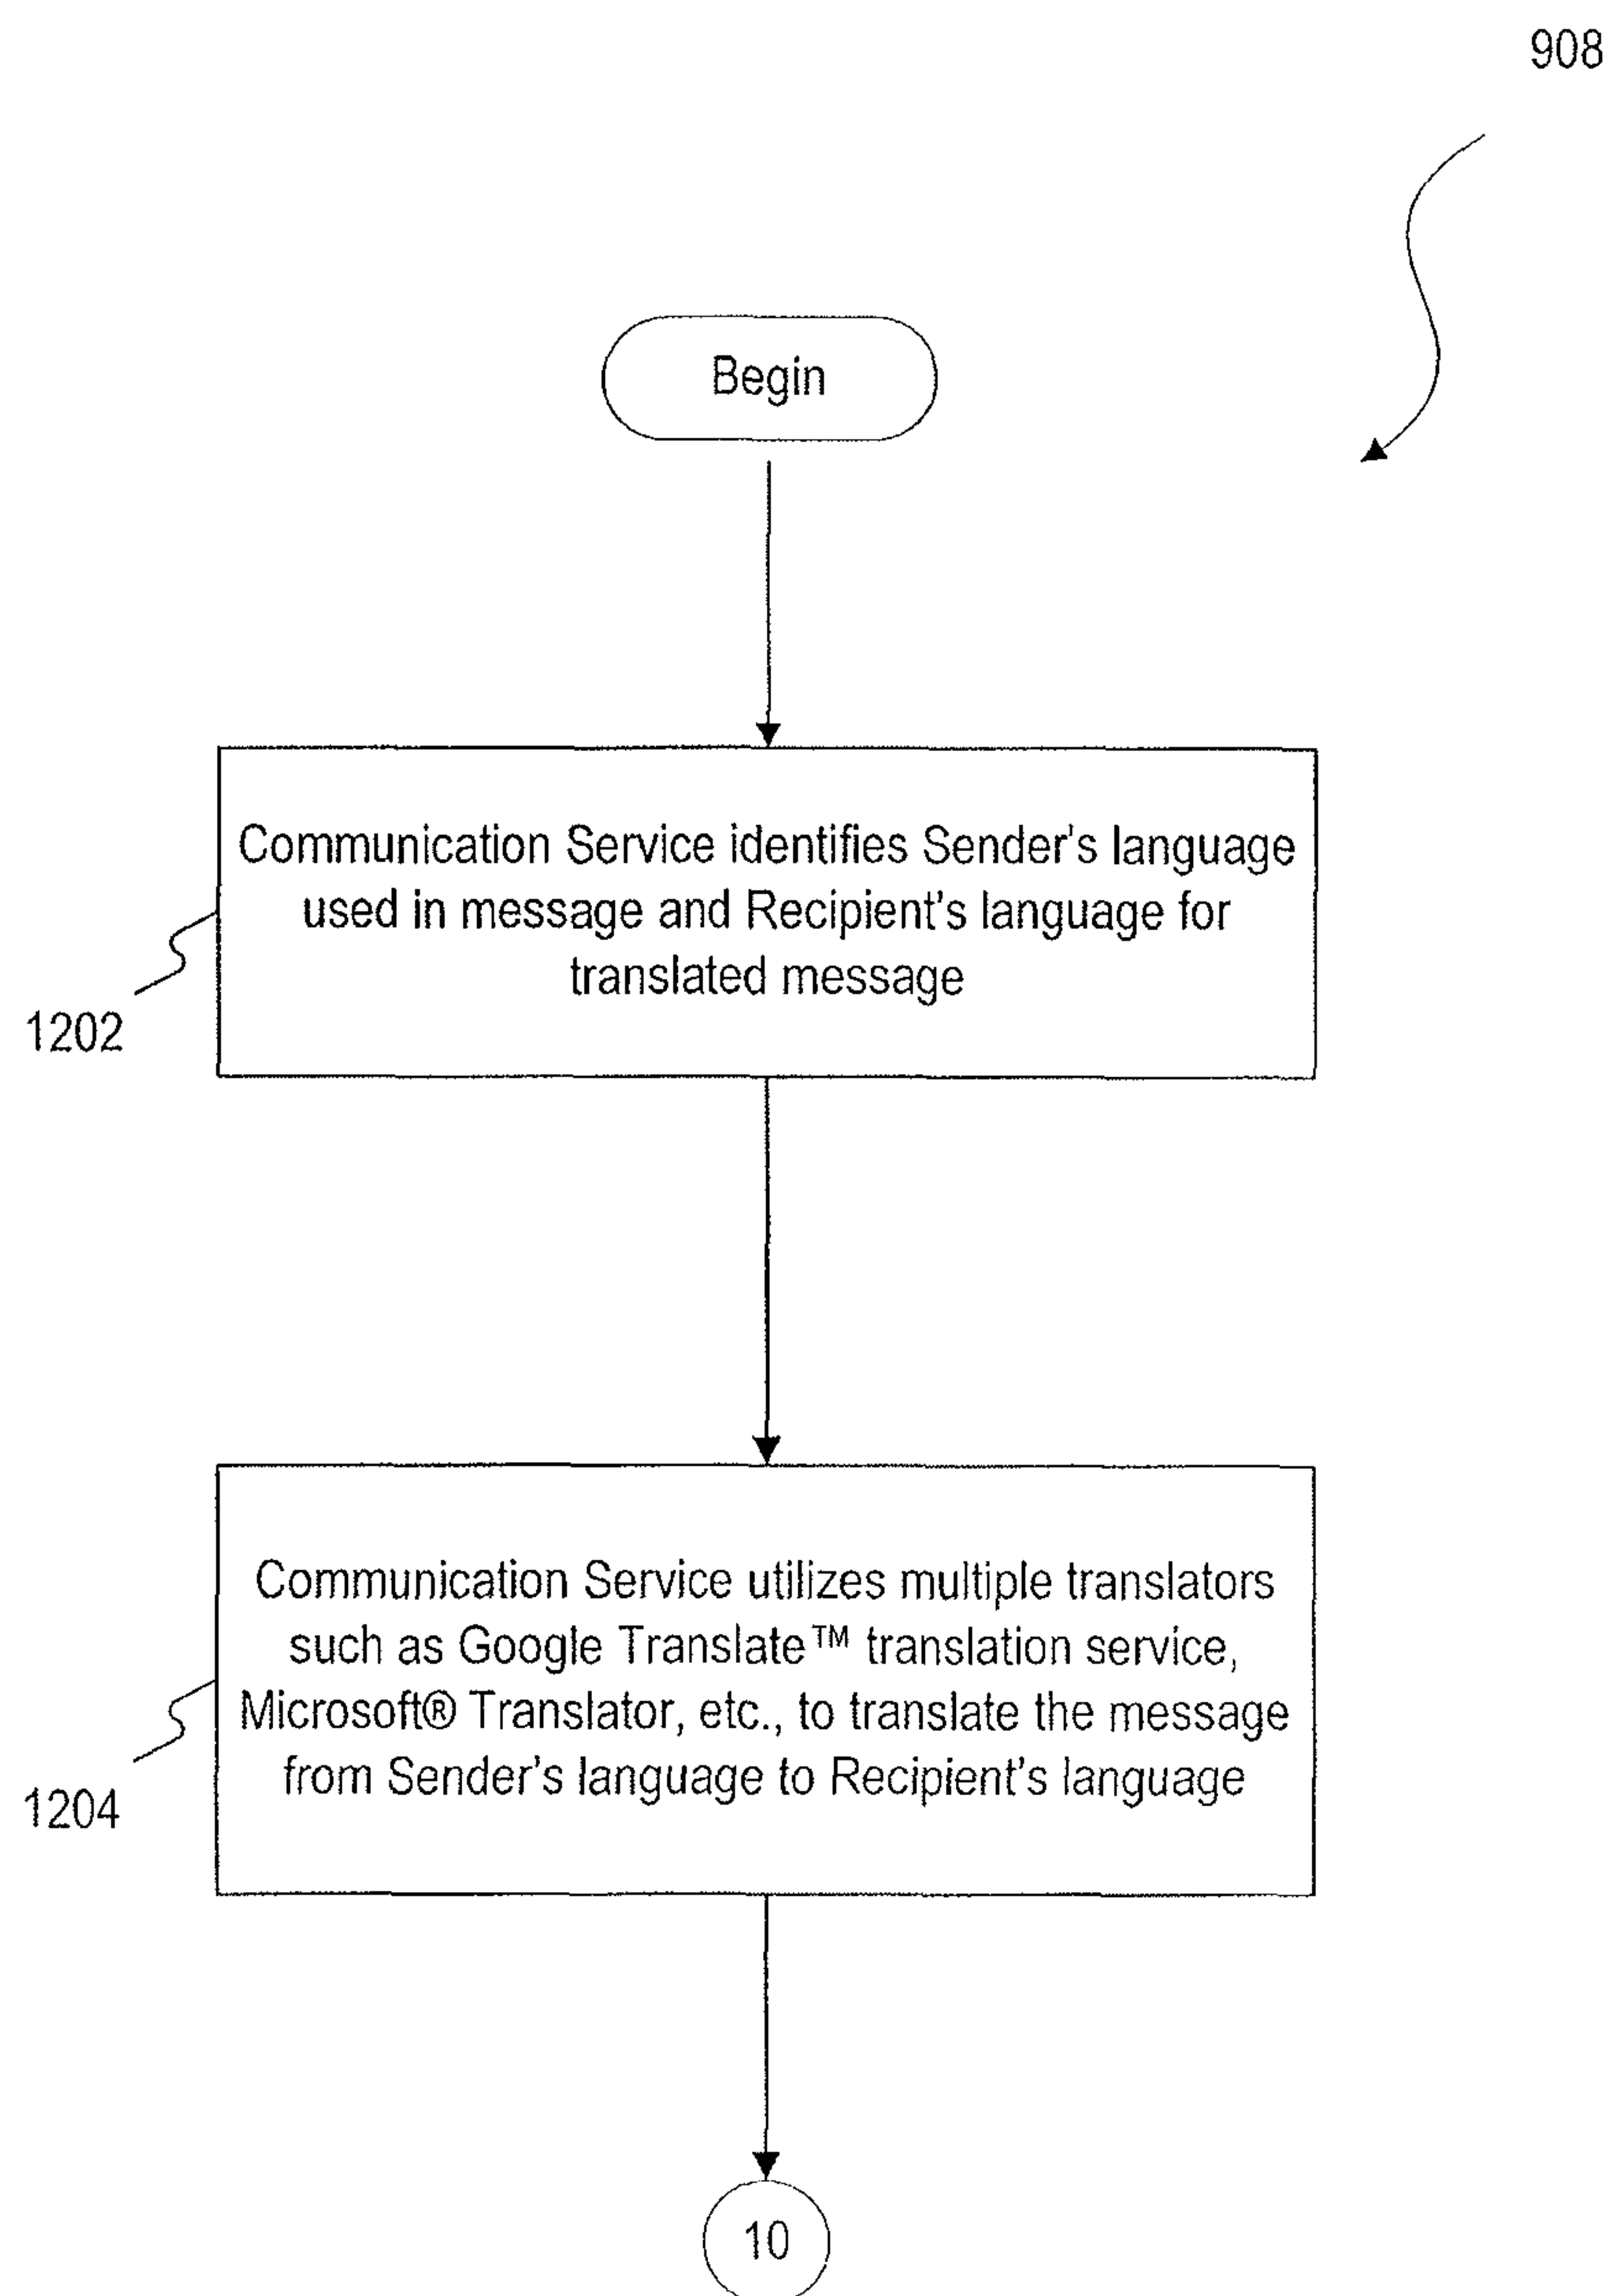 908
Begin
Communication Service identifies Sender's language
used in message and Recipient's language for
translated message
1202
Communication Service utilizes multiple translators
such as Google Translate™ translation service,
Microsoft® Translator, etc., to translate the message
from Sender's language to Recipient's language
1204
10